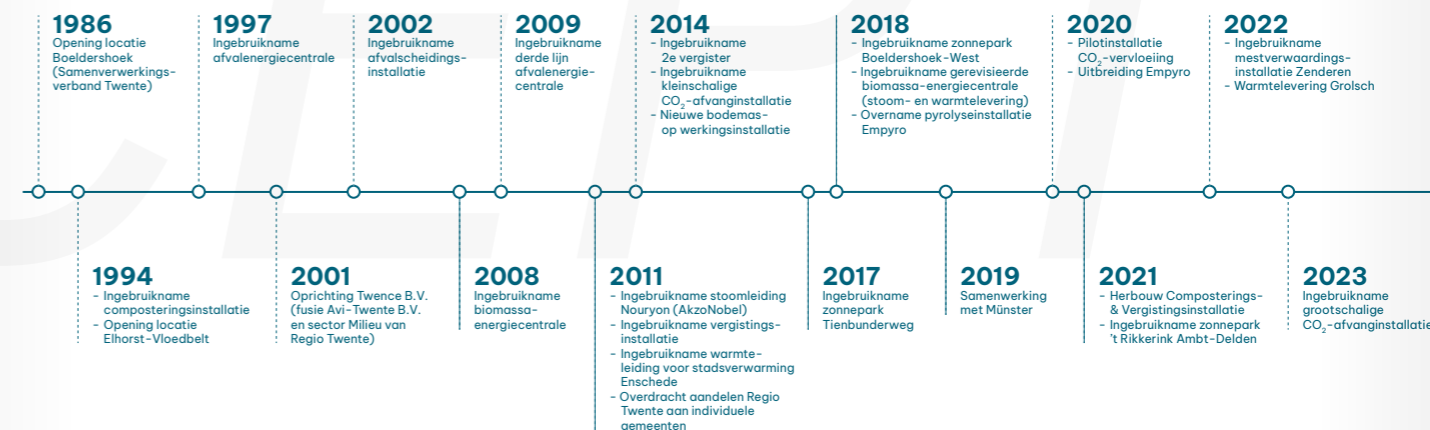 1986
Opening locatie
Boeldershoek
(Samenverwerkings-
verband Twente)
1997
Ingebruikname
afvalenergiecentrale
2002
Ingebruikname
afvalscheidings-
installatie
2009
Ingebruikname
derde lijn
afvalenergie-
centrale
2014
- Ingebruikname
2e vergister
- Ingebruikname
kleinschalige
CO2-afvanginstallatie
- Nieuwe bodemas-
op werkingsinstallatie
2018
- Ingebruikname zonnepark
Boeldershoek-West
- Ingebruikname gereviseerde
biomassa-energiecentrale
(stoom- en warmtelevering)
- Overname pyrolyseinstallatie
Empyro
2020
- Pilotinstallatie
CO2-vervloeiing
- Uitbreiding Empyro
2022
- Ingebruikname
mestverwaardings-
installatie Zenderen
- Warmtelevering Grolsch
1994
- Ingebruikname
composteringsinstallatie
- Opening locatie
Elhorst-Vloedbelt
2001
Oprichting Twence B.V.
(fusie Avi-Twente B.V.
en sector Milieu van
Regio Twente)
2008
Ingebruikname
biomassa-
energiecentrale
2011
- Ingebruikname stoomleiding
Nouryon (AkzoNobel)
- Ingebruikname vergistings-
installatie
- Ingebruikname warmte-
leiding voor stadsverwarming
Enschede
- Overdracht aandelen Regio
Twente aan individuele
gemeenten
2017
Ingebruikname
zonnepark
Tienbunderweg
2019
Samenwerking
met Münster
2021
- Herbouw Composterings-
& Vergistingsinstallatie
- Ingebruikname zonnepark
't Rikkerink Ambt-Delden
2023
Ingebruikname
grootschalige
CO2-afvanginstallatie